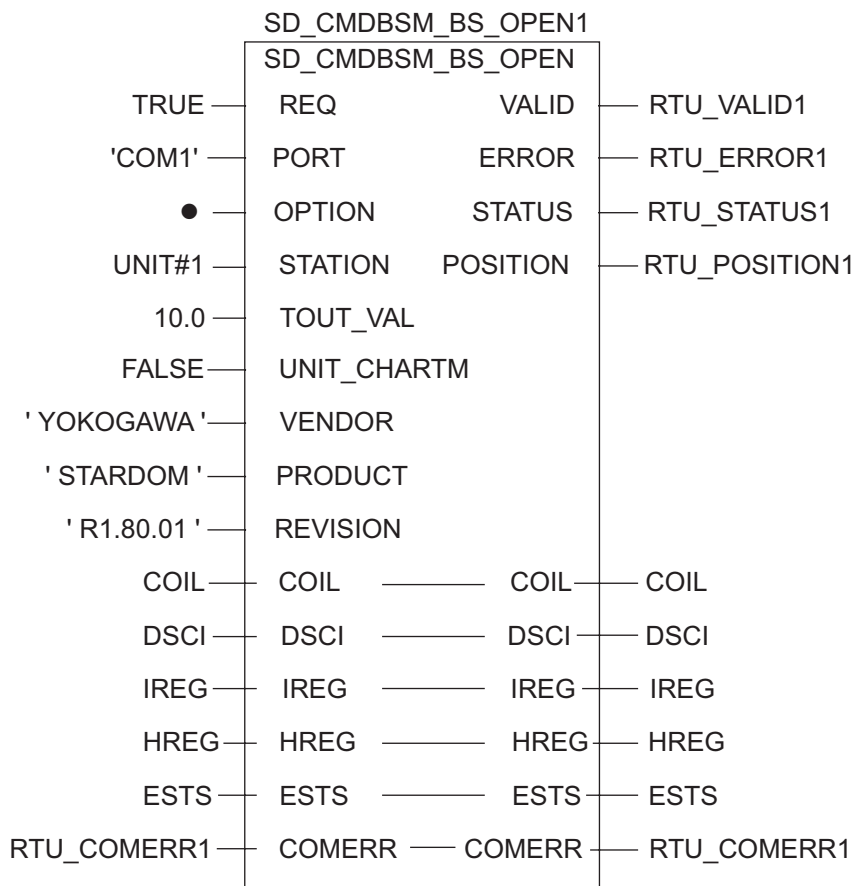 SD_CMDBSM_BS_OPEN1
SD_CMDBSM_BS_OPEN
TRUE REQ VALID RTU_VALID1
'COM1' PORT ERROR RTU_ERROR1
● OPTION STATUS RTU_STATUS1
UNIT#1 STATION POSITION RTU_POSITION1
10.0 TOUT_VAL
FALSE UNIT_CHARTM
' YOKOGAWA ' VENDOR
' STARDOM ' PRODUCT
' R1.80.01 ' REVISION
COIL COIL COIL COIL
DSCI DSCI DSCI DSCI
IREG IREG IREG IREG
HREG HREG HREG HREG
ESTS ESTS ESTS ESTS
RTU_COMERR1 COMERR COMERR RTU_COMERR1